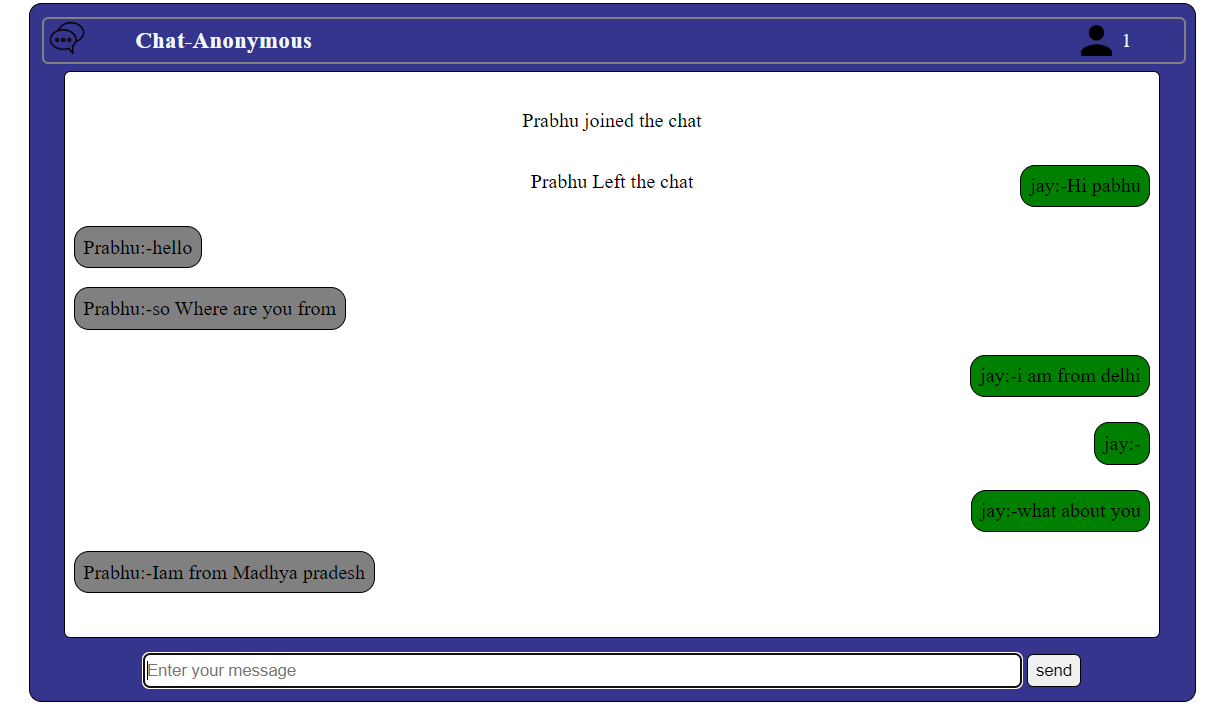 Chat-Anonymous
1
Prabhu joined the chat
Prabhu Left the chat
jay:-Hi pabhu
Prabhu:-hello
Prabhu:-so Where are you from
jay:-i am from delhi
jay:-
jay:-what about you
Prabhu:-Iam from Madhya pradesh
Enter your message
send